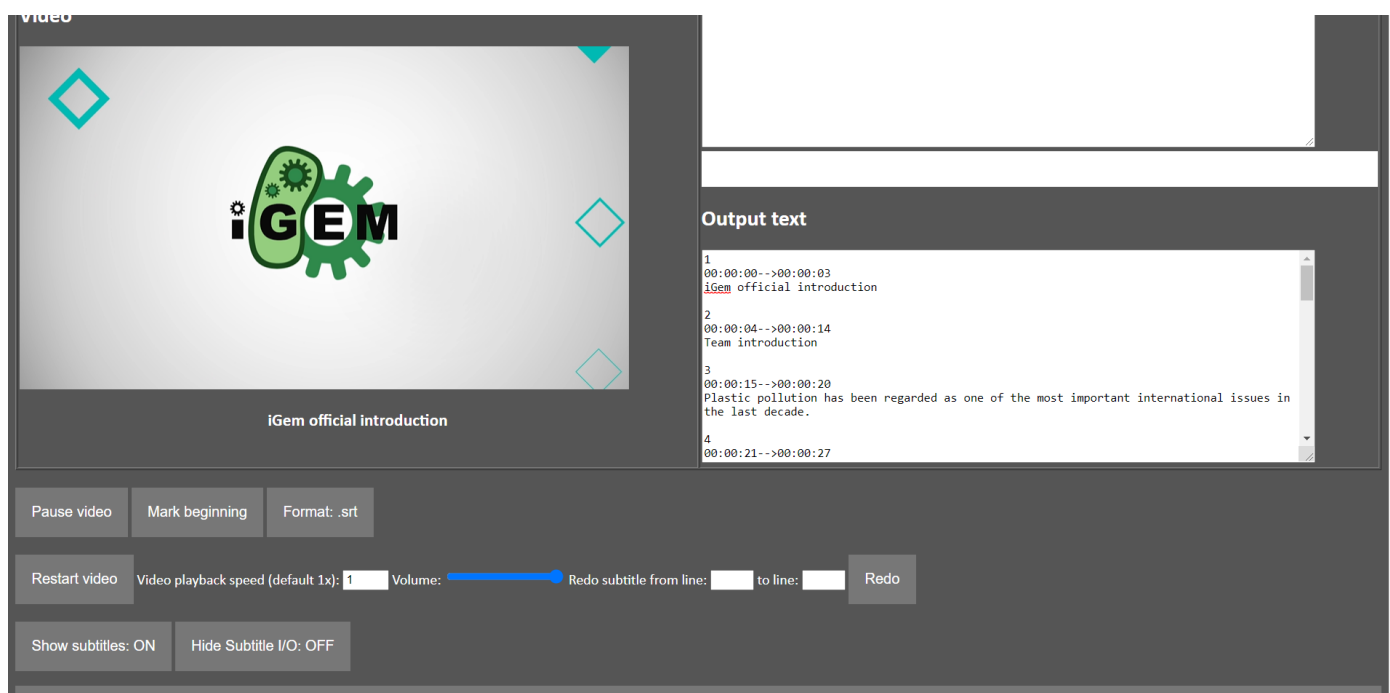 Video
iGEM
iGem official introduction
Output text
1
00:00:00-->00:00:03
iGem official introduction
2
00:00:04-->00:00:14
Team introduction
3
00:00:15-->00:00:20
Plastic pollution has been regarded as one of the most important international issues in
the last decade.
4
00:00:21-->00:00:27
Pause video Mark beginning Format: .srt
Restart video Video playback speed (default 1x): 1 Volume: Redo subtitle from line: to line: Redo
Show subtitles: ON Hide Subtitle I/O: OFF